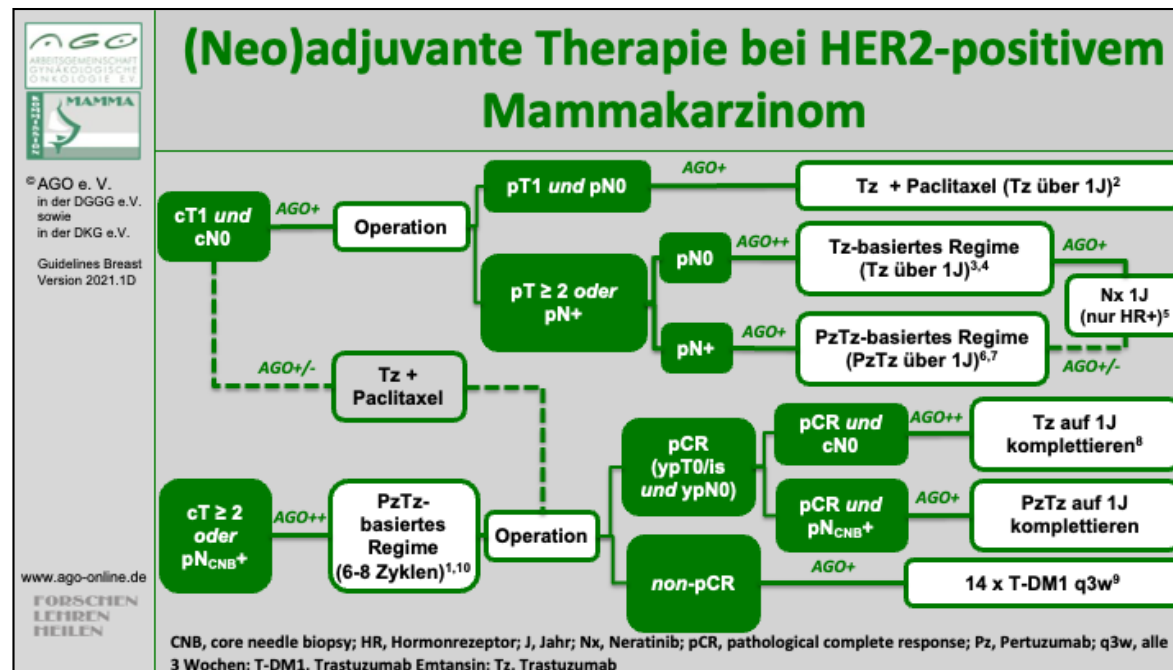 (Neo)adjuvante Therapie bei HER2-positivem
Mammakarzinom
AGO
ARBEITSGEMEINSCHAFT
GYNÄKOLOGISCHE
ONKOLOGIE E.V.
KOMMISSION
MAMMA
© AGO e. V.
in der DGGG e.V.
sowie
in der DKG e.V.
Guidelines Breast
Version 2021.1D
www.ago-online.de
FORSCHEN
LEHREN
HEILEN
cT1 und
cN0
AGO+
Operation
pT1 und pN0
AGO+
Tz + Paclitaxel (Tz über 1J)²
pT ≥ 2 oder
pN+
pN0
AGO++
Tz-basiertes Regime
(Tz über 1J)³,⁴
AGO+
Nx 1J
(nur HR+)⁵
pN+
AGO+
PzTz-basiertes Regime
(PzTz über 1J)⁶,⁷
AGO+/-
AGO+/-
Tz +
Paclitaxel
cT ≥ 2
oder
pNCNB+
AGO++
PzTz-
basiertes
Regime
(6-8 Zyklen)¹,¹⁰
Operation
pCR
(ypT0/is
und ypN0)
pCR und
cN0
AGO++
Tz auf 1J
komplettieren⁸
pCR und
pNCNB+
AGO+
PzTz auf 1J
komplettieren
non-pCR
AGO+
14 x T-DM1 q3w⁹
CNB, core needle biopsy; HR, Hormonrezeptor; J, Jahr; Nx, Neratinib; pCR, pathological complete response; Pz, Pertuzumab; q3w, alle
3 Wochen; T-DM1, Trastuzumab Emtansin; Tz, Trastuzumab